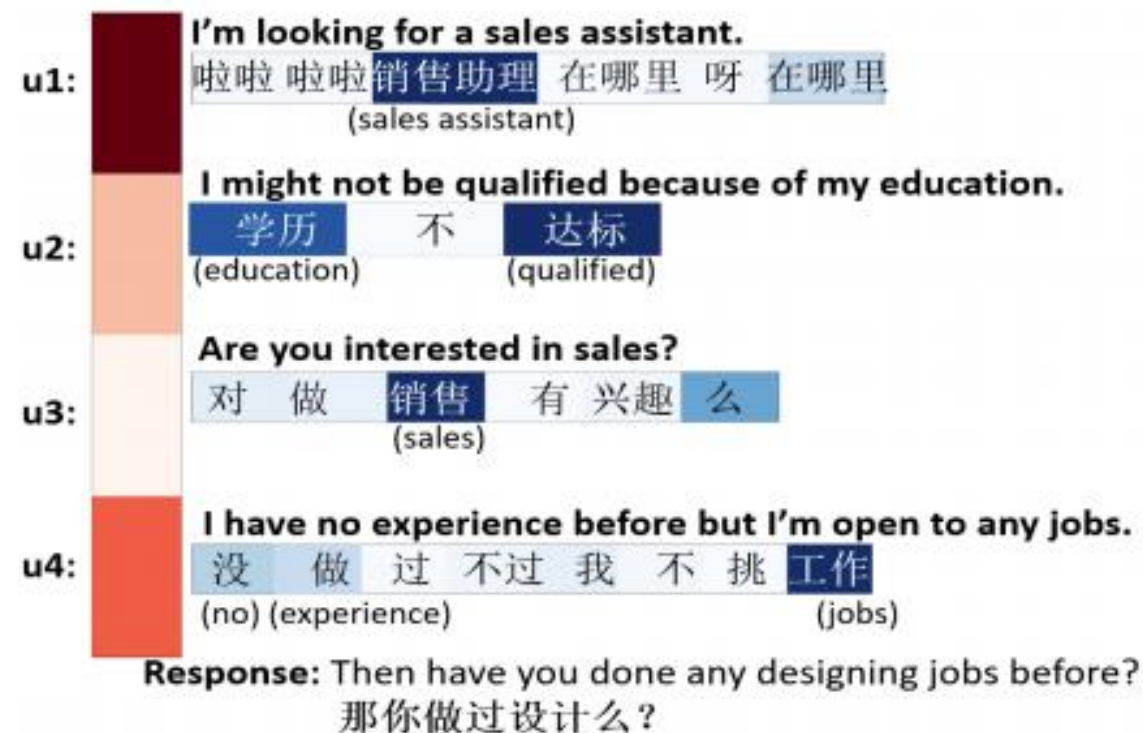 I'm looking for a sales assistant.
u1: 啦啦 啦啦 销售助理 在哪里 呀 在哪里
(sales assistant)
I might not be qualified because of my education.
u2: 学历 不 达标
(education) (qualified)
Are you interested in sales?
u3: 对 做 销售 有 兴趣 么
(sales)
I have no experience before but I'm open to any jobs.
u4: 没 做 过 不过 我 不 挑 工作
(no) (experience) (jobs)
Response: Then have you done any designing jobs before?
那你做过设计么？